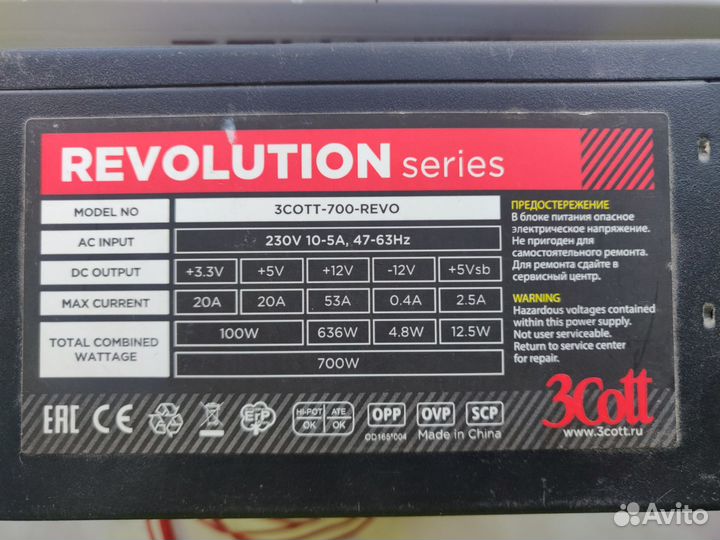 REVOLUTION series
MODEL NO 3COTT-700-REVO
AC INPUT 230V 10-5A, 47-63Hz
DC OUTPUT +3.3V +5V +12V -12V +5Vsb
MAX CURRENT 20A 20A 53A 0.4A 2.5A
TOTAL COMBINED WATTAGE 100W 636W 4.8W 12.5W
700W
ПРЕДОСТЕРЕЖЕНИЕ
В блоке питания опасное
электрическое напряжение.
Не пригоден для
самостоятельного ремонта.
Для ремонта сдайте в
сервисный центр.
WARNING
Hazardous voltages contained
within this power supply.
Not user serviceable.
Return to service center
for repair.
EAC CE EFP HI-POT OK ATE OK OPP OVP SCP
OD165*004 Made in China
3Cott
www.3cott.ru
Avito